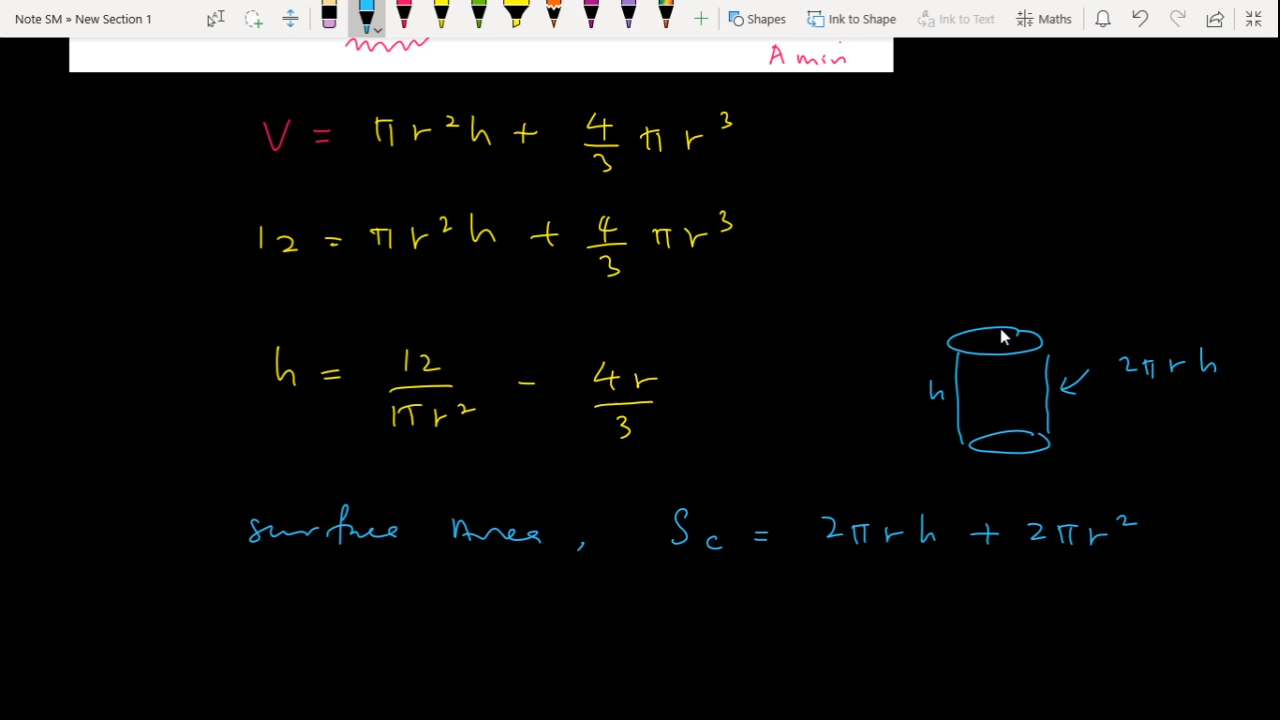 Note SM » New Section 1
Shapes
Ink to Shape
Ink to Text
Maths
A min
V = πr²h + 4/3 πr³
12 = πr²h + 4/3 πr³
h = 12/πr² - 4r/3
h
2πrh
surface Area, Sc = 2πrh + 2πr²